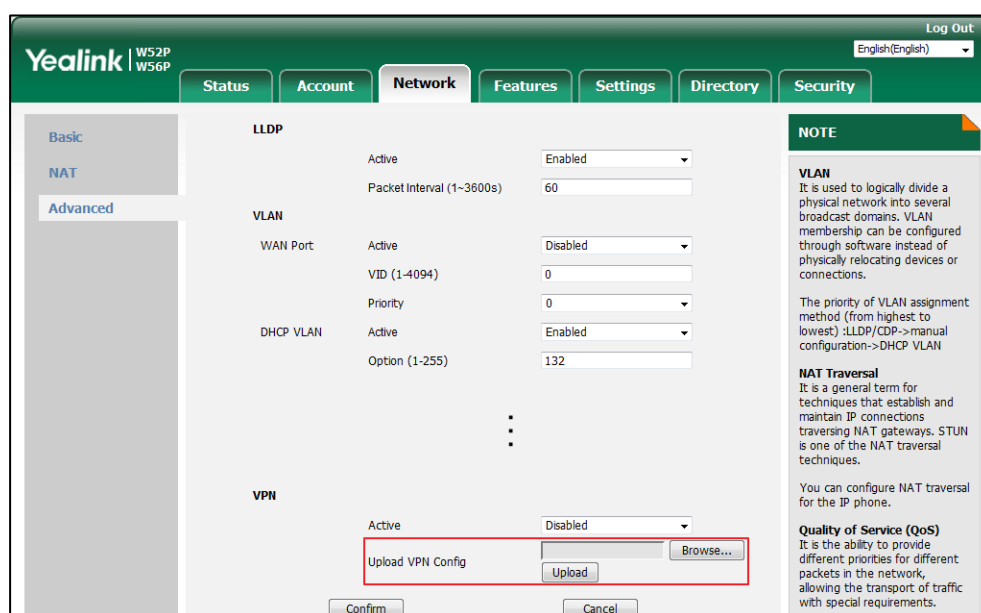 Log Out
Yealink W52P W56P
English(English)
Status Account Network Features Settings Directory Security
Basic
NAT
Advanced
LLDP
Active Enabled
Packet Interval (1~3600s) 60
VLAN
WAN Port Active Disabled
VID (1-4094) 0
Priority 0
DHCP VLAN Active Enabled
Option (1-255) 132
VPN
Active Disabled
Upload VPN Config Browse...
Upload
Confirm Cancel
NOTE
VLAN
It is used to logically divide a
physical network into several
broadcast domains. VLAN
membership can be configured
through software instead of
physically relocating devices or
connections.
The priority of VLAN assignment
method (from highest to
lowest) :LLDP/CDP->manual
configuration->DHCP VLAN
NAT Traversal
It is a general term for
techniques that establish and
maintain IP connections
traversing NAT gateways. STUN
is one of the NAT traversal
techniques.
You can configure NAT traversal
for the IP phone.
Quality of Service (QoS)
It is the ability to provide
different priorities for different
packets in the network,
allowing the transport of traffic
with special requirements.